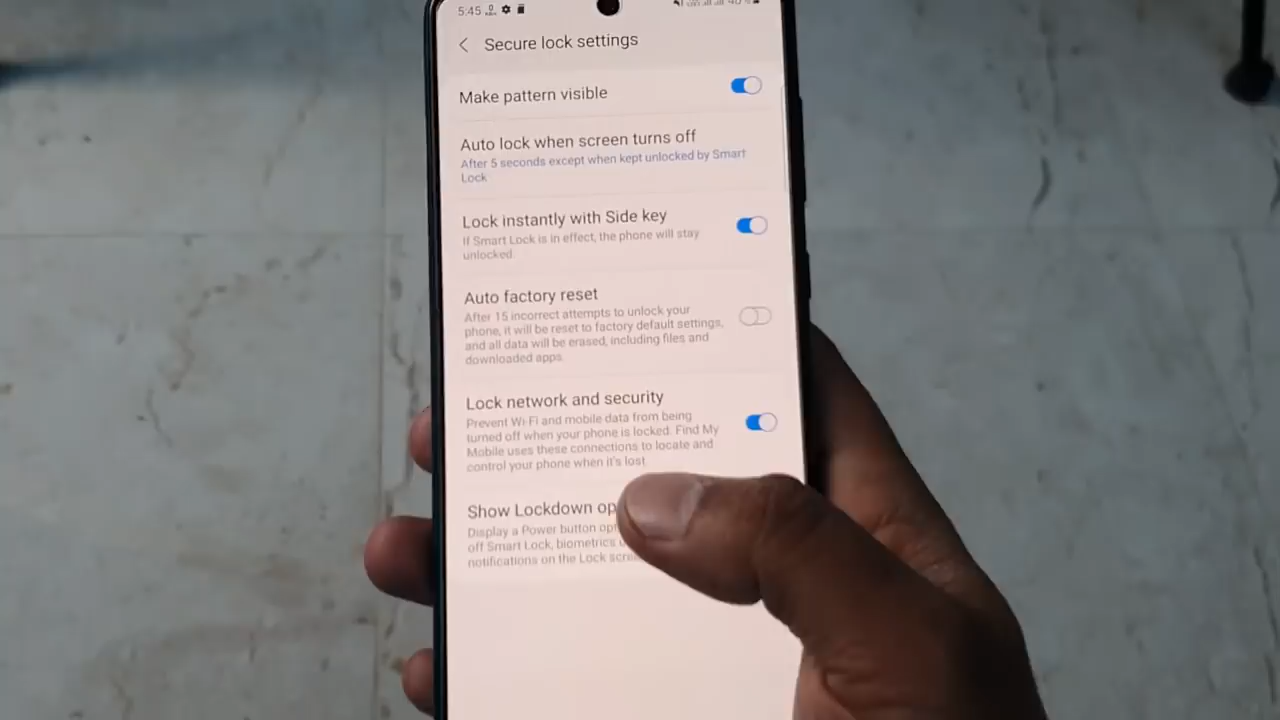 5:45
Secure lock settings
Make pattern visible
Auto lock when screen turns off
After 5 seconds except when kept unlocked by Smart
Lock
Lock instantly with Side key
If Smart Lock is in effect, the phone will stay
unlocked.
Auto factory reset
After 15 incorrect attempts to unlock your
phone, it will be reset to factory default settings,
and all data will be erased, including files and
downloaded apps.
Lock network and security
Prevent Wi-Fi and mobile data from being
turned off when your phone is locked. Find My
Mobile uses these connections to locate and
control your phone when it's lost.
Show Lockdown op
Display a Power button opt
off Smart Lock, biometrics
notifications on the Lock scre